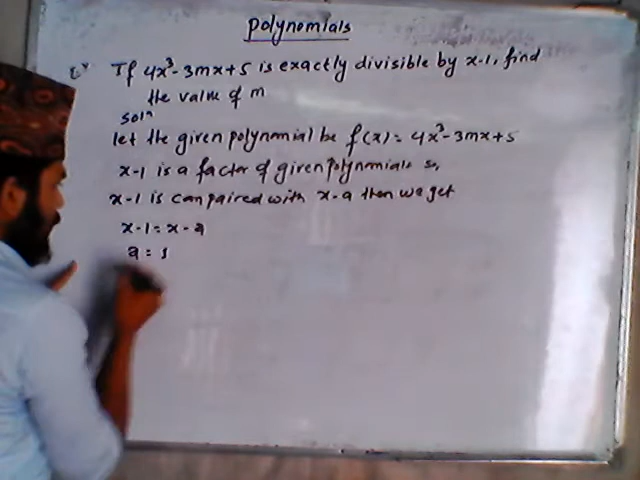 Polynomials
If 4x³-3mx+5 is exactly divisible by x-1, find
the value of m
Solⁿ
let the given polynomial be f(x)= 4x³-3mx+5
x-1 is a factor of given polynomials so,
x-1 is compaired with x-a then we get
x-1=x-a
a = 1